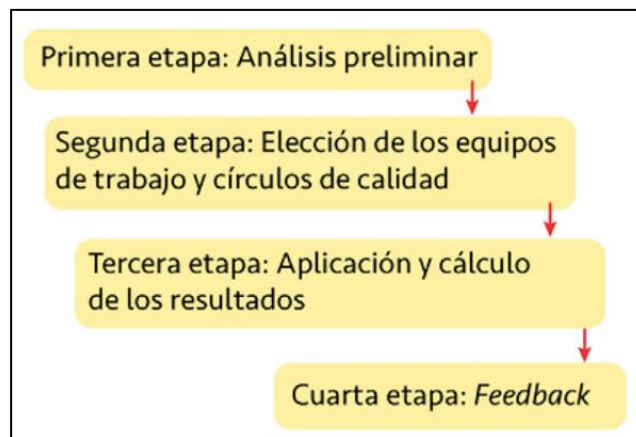 Primera etapa: Análisis preliminar
Segunda etapa: Elección de los equipos
de trabajo y círculos de calidad
Tercera etapa: Aplicación y cálculo
de los resultados
Cuarta etapa: Feedback